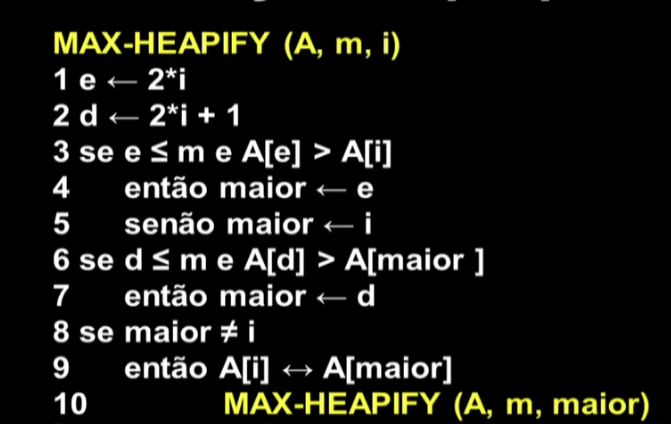 MAX-HEAPIFY (A, m, i)
1 e ← 2*i
2 d ← 2*i + 1
3 se e ≤ m e A[e] > A[i]
4 então maior ← e
5 senão maior ← i
6 se d ≤ m e A[d] > A[maior ]
7 então maior ← d
8 se maior ≠ i
9 então A[i] ↔ A[maior]
10 MAX-HEAPIFY (A, m, maior)